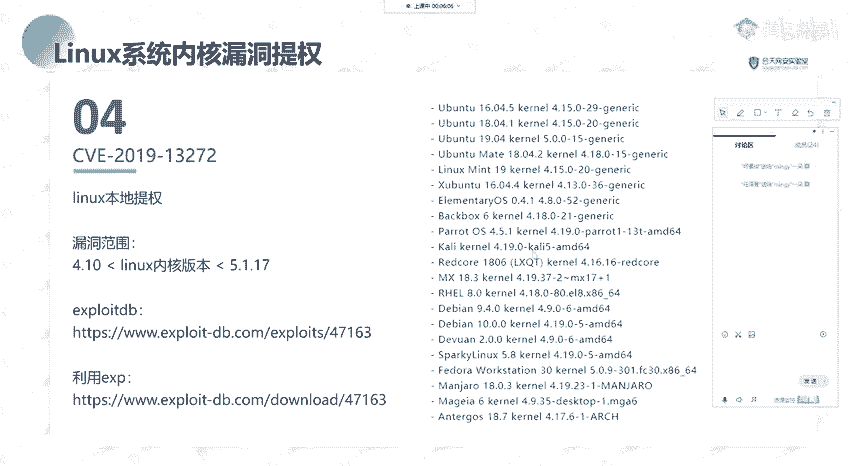 上课中 00:06:06
Linux系统内核漏洞提权
合天网安实验室
04
CVE-2019-13272
linux本地提权
漏洞范围：
4.10 < linux内核版本 < 5.1.17
exploitdb：
https://www.exploit-db.com/exploits/47163
利用exp：
https://www.exploit-db.com/download/47163
- Ubuntu 16.04.5 kernel 4.15.0-29-generic
- Ubuntu 18.04.1 kernel 4.15.0-20-generic
- Ubuntu 19.04 kernel 5.0.0-15-generic
- Ubuntu Mate 18.04.2 kernel 4.18.0-15-generic
- Linux Mint 19 kernel 4.15.0-20-generic
- Xubuntu 16.04.4 kernel 4.13.0-36-generic
- ElementaryOS 0.4.1 4.8.0-52-generic
- Backbox 6 kernel 4.18.0-21-generic
- Parrot OS 4.5.1 kernel 4.19.0-parrot1-13t-amd64
- Kali kernel 4.19.0-kali5-amd64
- Redcore 1806 (LXQT) kernel 4.16.16-redcore
- MX 18.3 kernel 4.19.37-2~mx17+1
- RHEL 8.0 kernel 4.18.0-80.el8.x86_64
- Debian 9.4.0 kernel 4.9.0-6-amd64
- Debian 10.0.0 kernel 4.19.0-5-amd64
- Devuan 2.0.0 kernel 4.9.0-6-amd64
- SparkyLinux 5.8 kernel 4.19.0-5-amd64
- Fedora Workstation 30 kernel 5.0.9-301.fc30.x86_64
- Manjaro 18.0.3 kernel 4.19.23-1-MANJARO
- Mageia 6 kernel 4.9.35-desktop-1.mga6
- Antergos 18.7 kernel 4.17.6-1-ARCH
讨论区 成员(24)
发送